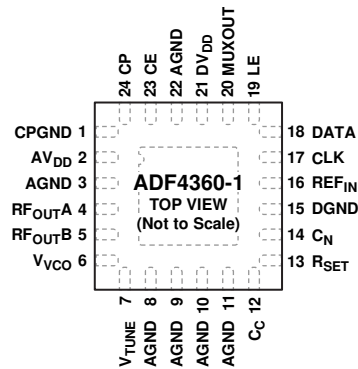 24 CP
23 CE
22 AGND
21 DVDD
20 MUXOUT
19 LE
CPGND 1
AVDD 2
AGND 3
RFOUTA 4
RFOUTB 5
VVCO 6
ADF4360-1
TOP VIEW
(Not to Scale)
18 DATA
17 CLK
16 REFIN
15 DGND
14 CN
13 RSET
VTUNE 7
AGND 8
AGND 9
AGND 10
AGND 11
CC 12